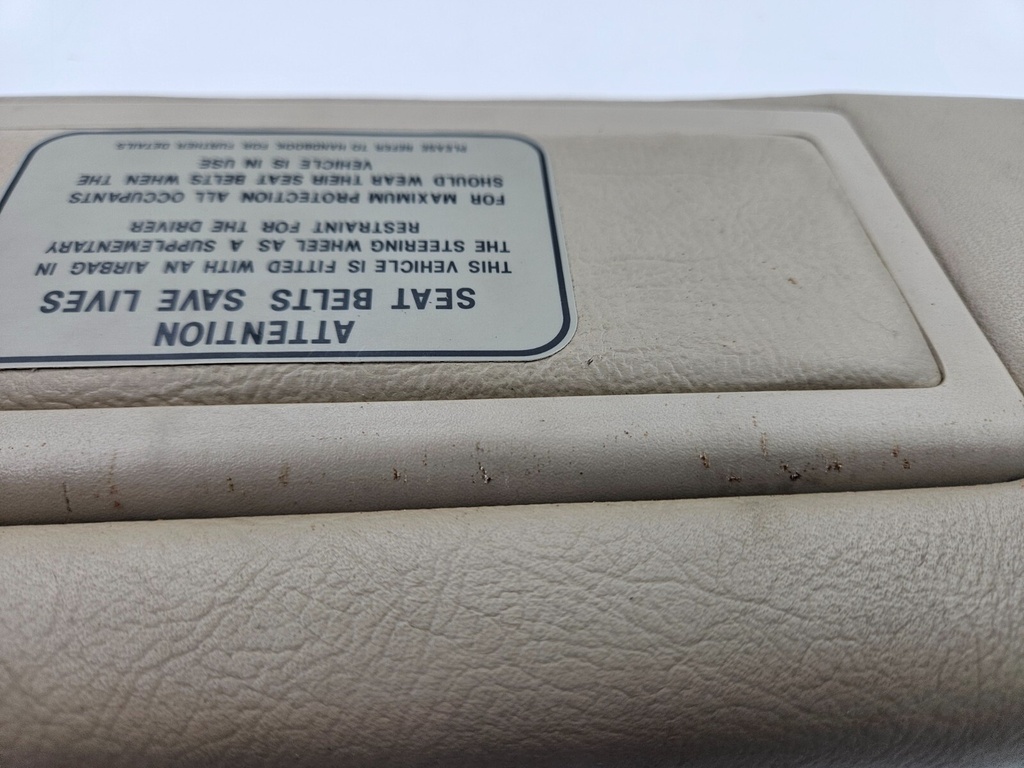 ATTENTION
SEAT BELTS SAVE LIVES
THIS VEHICLE IS FITTED WITH AN AIRBAG IN
THE STEERING WHEEL AS A SUPPLEMENTARY
RESTRAINT FOR THE DRIVER
FOR MAXIMUM PROTECTION ALL OCCUPANTS
SHOULD WEAR THEIR SEAT BELTS WHEN THE
VEHICLE IS IN USE
PLEASE REFER TO HANDBOOK FOR FURTHER DETAILS